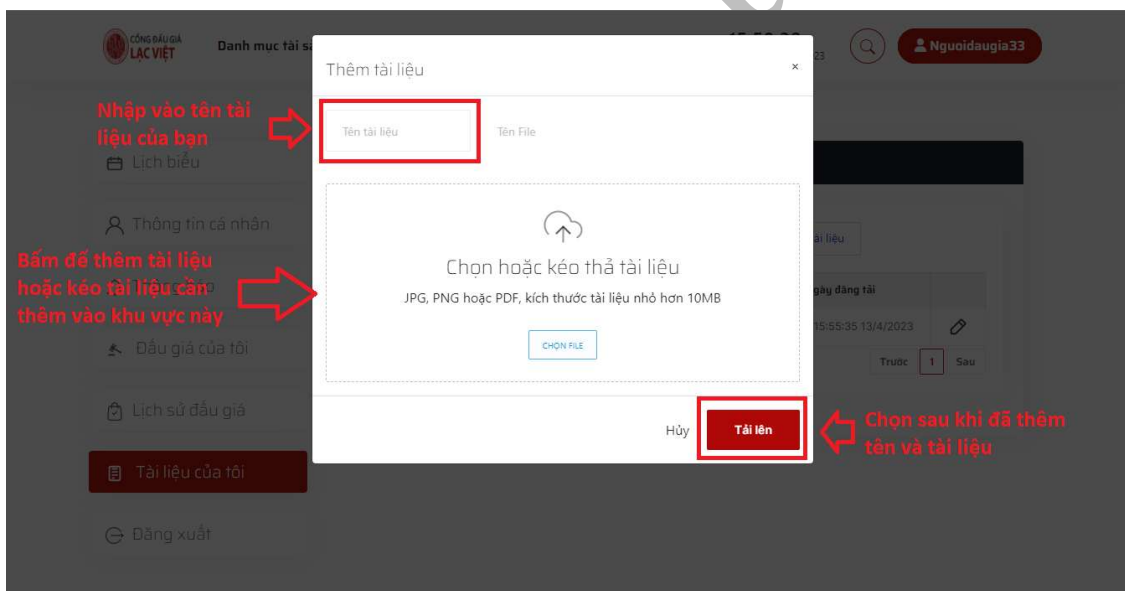 CÔNG ĐẤU GIÁ
LẠC VIỆT
Danh mục tài
Nguoidaugia33
Thêm tài liệu
×
Nhập vào tên tài
liệu của bạn
Tên tài liệu
Tên File
Lịch biểu
Thông tin cá nhân
Bấm để thêm tài liệu
hoặc kéo tài liệu cần
thêm vào khu vực này
Chọn hoặc kéo thả tài liệu
JPG, PNG hoặc PDF, kích thước tài liệu nhỏ hơn 10MB
CHỌN FILE
tài liệu
Ngày đăng tải
15:55:35 13/4/2023
Trước 1 Sau
Đấu giá của tôi
Lịch sử đấu giá
Hủy
Tải lên
Chọn sau khi đã thêm
tên và tài liệu
Tài liệu của tôi
Đăng xuất